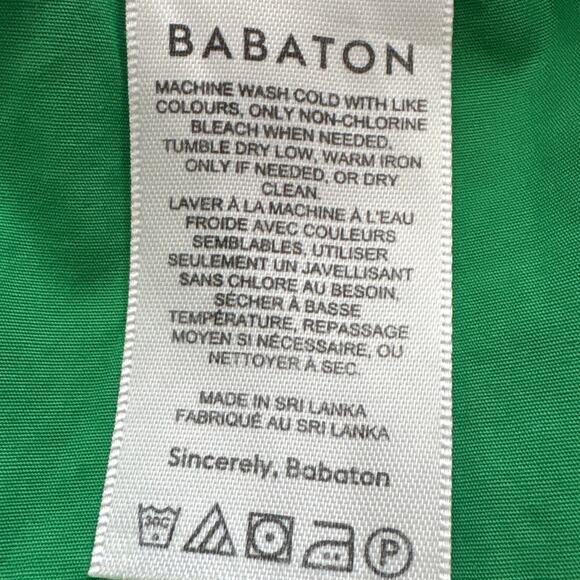 BABATON
MACHINE WASH COLD WITH LIKE
COLOURS, ONLY NON-CHLORINE
BLEACH WHEN NEEDED.
TUMBLE DRY LOW, WARM IRON
ONLY IF NEEDED, OR DRY
CLEAN.
LAVER À LA MACHINE À L'EAU
FROIDE AVEC COULEURS
SEMBLABLES, UTILISER
SEULEMENT UN JAVELLISANT
SANS CHLORE AU BESOIN,
SÉCHER À BASSE
TEMPÉRATURE, REPASSAGE
MOYEN SI NÉCESSAIRE, OU
NETTOYER À SEC.
MADE IN SRI LANKA
FABRIQUÉ AU SRI LANKA
Sincerely, Babaton
30C P